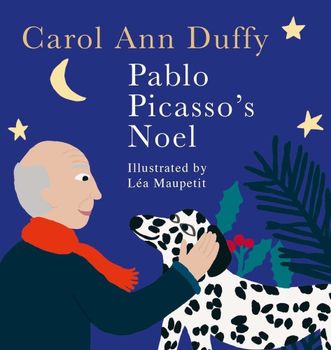 Carol Ann Duffy
Pablo
Picasso’s
Noel
Illustrated by
Léa Maupetit